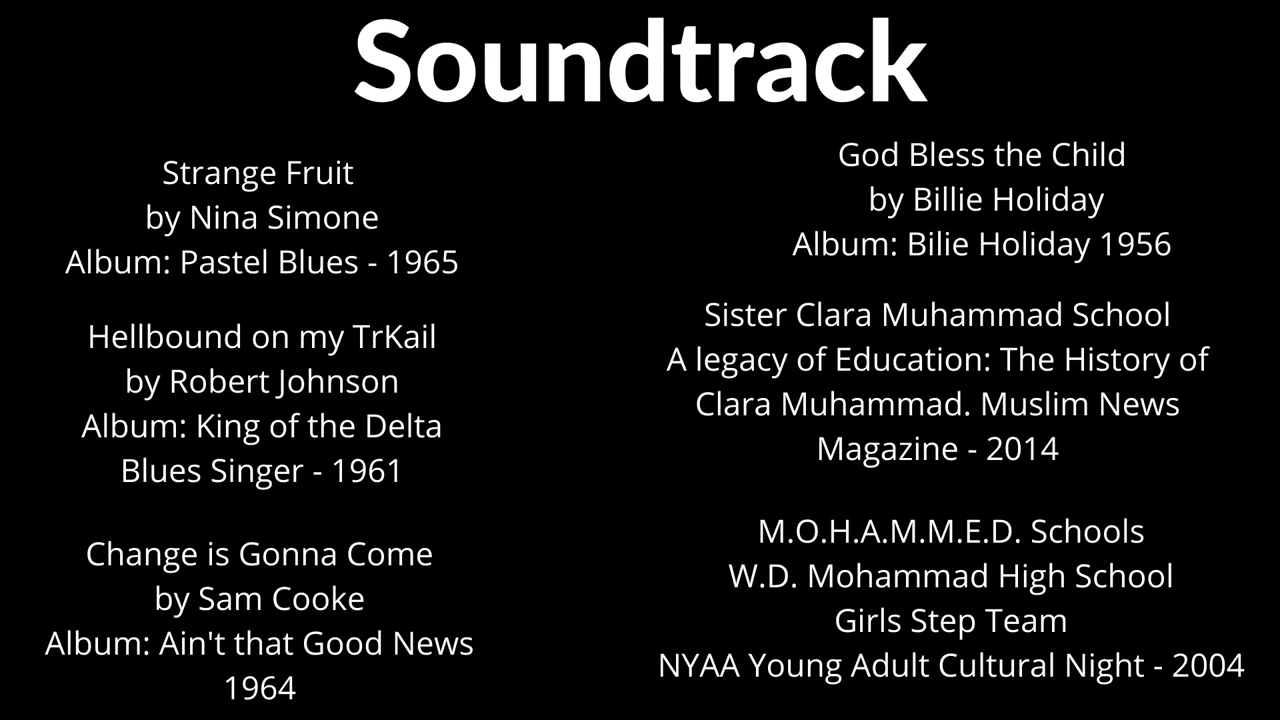 Soundtrack
Strange Fruit
by Nina Simone
Album: Pastel Blues - 1965
Hellbound on my TrKail
by Robert Johnson
Album: King of the Delta
Blues Singer - 1961
Change is Gonna Come
by Sam Cooke
Album: Ain't that Good News
1964
God Bless the Child
by Billie Holiday
Album: Bilie Holiday 1956
Sister Clara Muhammad School
A legacy of Education: The History of
Clara Muhammad. Muslim News
Magazine - 2014
M.O.H.A.M.M.E.D. Schools
W.D. Mohammad High School
Girls Step Team
NYAA Young Adult Cultural Night - 2004